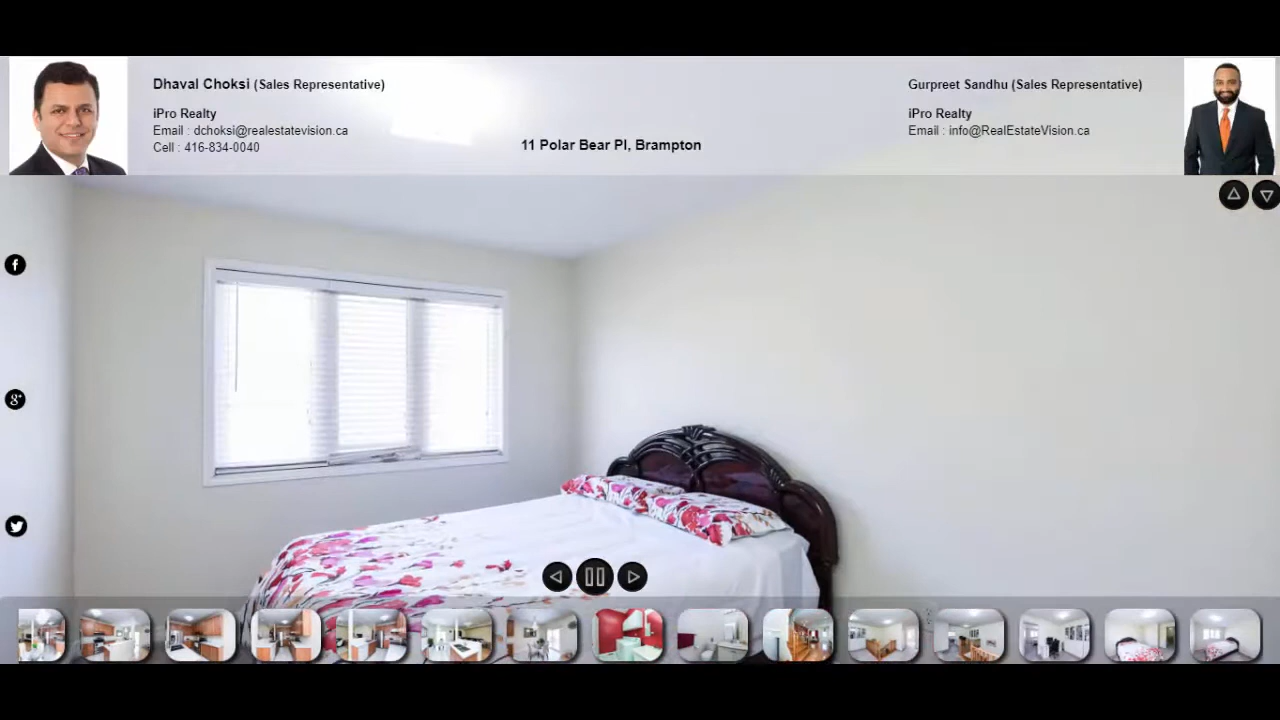 Dhaval Choksi (Sales Representative)
iPro Realty
Email : dchoksi@realestatevision.ca
Cell : 416-834-0040
11 Polar Bear Pl, Brampton
Gurpreet Sandhu (Sales Representative)
iPro Realty
Email : info@RealEstateVision.ca